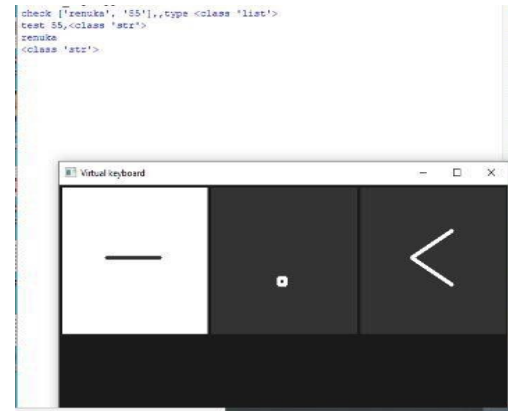 check ['renuka', '55'],,type <class 'list'>
test 55,<class 'str'>
renuka
<class 'str'>
Virtual keyboard
— . <